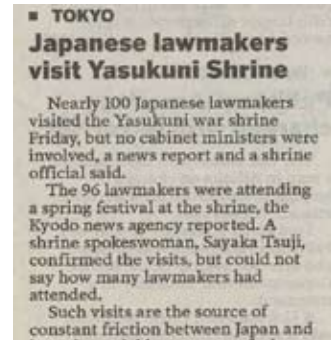 ▪ TOKYO
Japanese lawmakers
visit Yasukuni Shrine
Nearly 100 Japanese lawmakers
visited the Yasukuni war shrine
Friday, but no cabinet ministers were
involved, a news report and a shrine
official said.
The 96 lawmakers were attending
a spring festival at the shrine, the
Kyodo news agency reported. A
shrine spokeswoman, Sayaka Tsuji,
confirmed the visits, but could not
say how many lawmakers had
attended.
Such visits are the source of
constant friction between Japan and